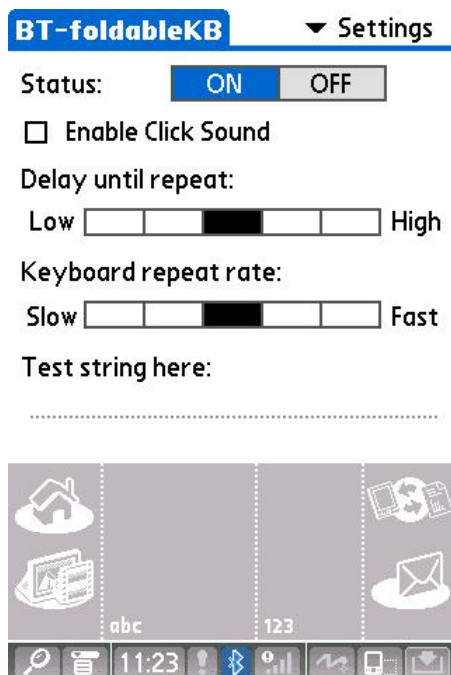 BT-foldableKB Settings
Status: ON OFF
Enable Click Sound
Delay until repeat:
Low High
Keyboard repeat rate:
Slow Fast
Test string here:
abc 123
11:23